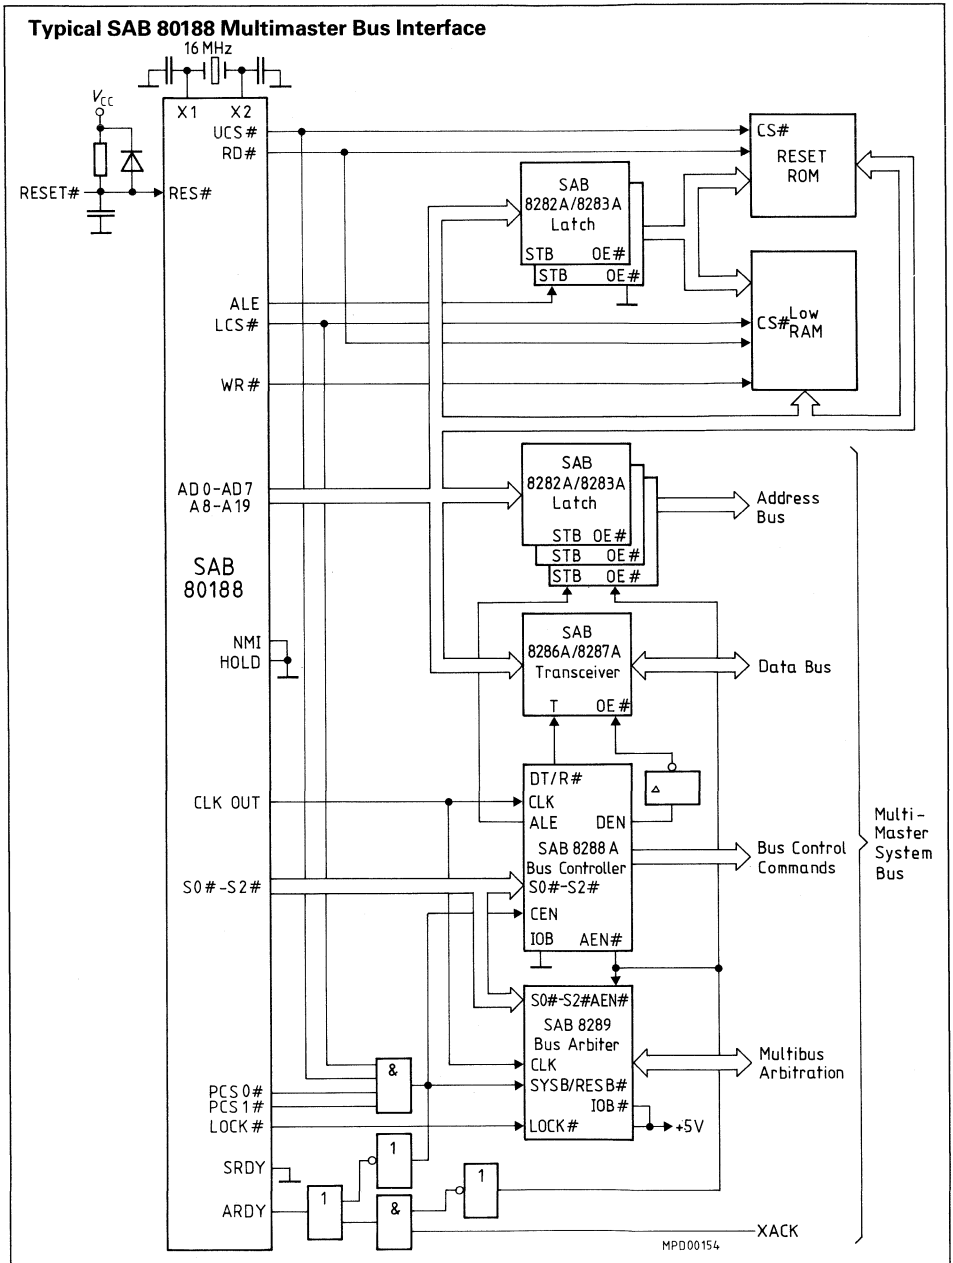 Typical SAB 80188 Multimaster Bus Interface
16 MHz
VCC
X1 X2
UCS#
RD#
RESET#
RES#
CS#
RESET
ROM
SAB
8282A/8283A
Latch
STB OE#
STB OE#
ALE
LCS#
CS# Low
RAM
WR#
AD0-AD7
A8-A19
SAB
8282A/8283A
Latch
STB OE#
STB OE#
STB OE#
Address
Bus
SAB
80188
NMI
HOLD
SAB
8286A/8287A
Transceiver
T OE#
Data Bus
CLK OUT
DT/R#
CLK
ALE DEN
SAB 8288A
Bus Controller
S0#-S2#
CEN
IOB AEN#
Bus Control
Commands
Multi-
Master
System
Bus
S0#-S2#
S0#-S2#AEN#
SAB 8289
Bus Arbiter
CLK
SYSB/RESB#
IOB#
LOCK#
Multibus
Arbitration
+5V
&
PCS0#
PCS1#
LOCK#
SRDY
ARDY
1
1
&
1
XACK
MPD00154